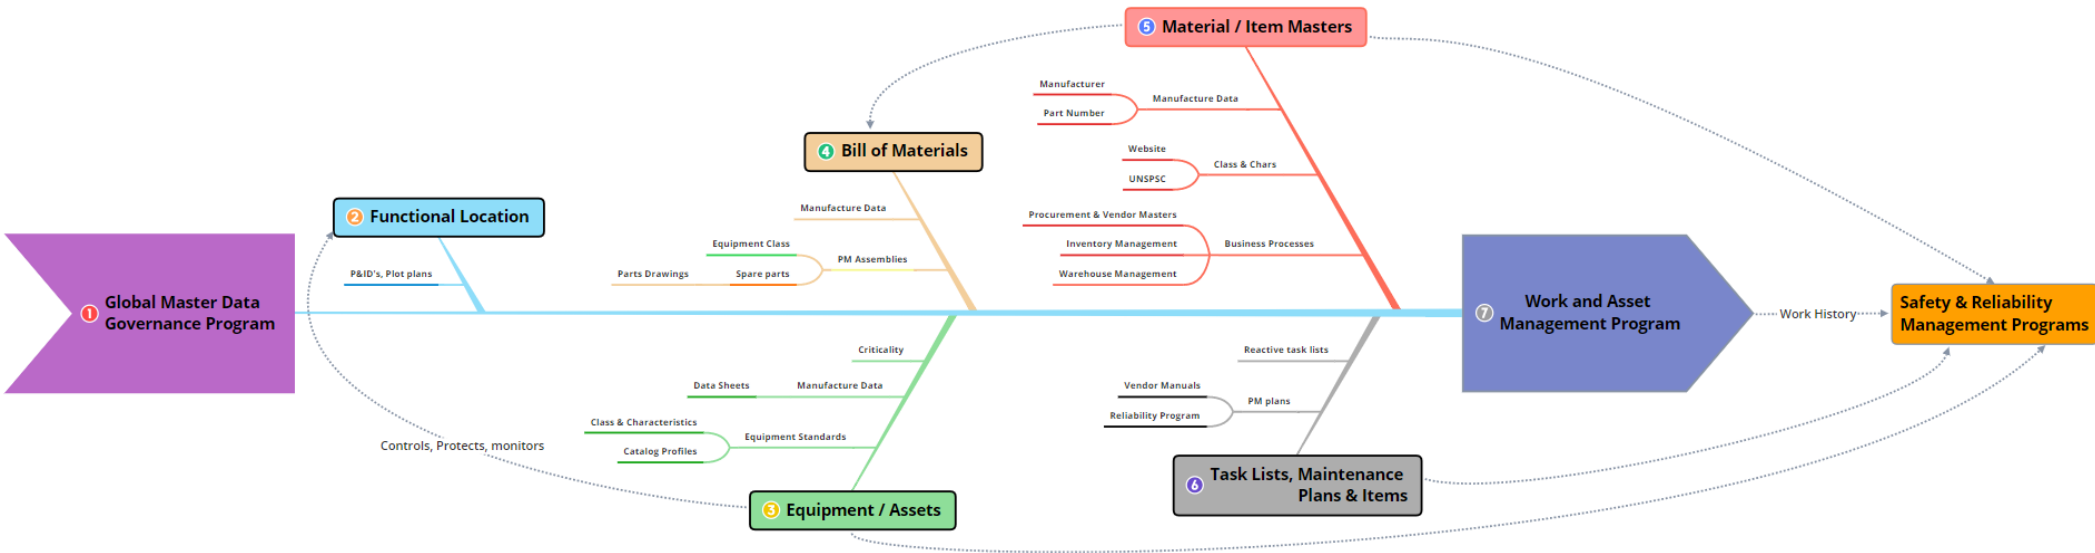 5 Material / Item Masters
Manufacturer
Manufacture Data
Part Number
4 Bill of Materials
Website
Class & Chars
UNSPSC
Manufacture Data
2 Functional Location
Procurement & Vendor Masters
Equipment Class
Inventory Management
Business Processes
PM Assemblies
P&ID's, Plot plans
Parts Drawings
Spare parts
Warehouse Management
1 Global Master Data
Governance Program
7 Work and Asset
Management Program
Work History
Safety & Reliability
Management Programs
Criticality
Reactive task lists
Data Sheets
Manufacture Data
Vendor Manuals
PM plans
Reliability Program
Class & Characteristics
Equipment Standards
Catalog Profiles
Controls, Protects, monitors
6 Task Lists, Maintenance
Plans & Items
3 Equipment / Assets